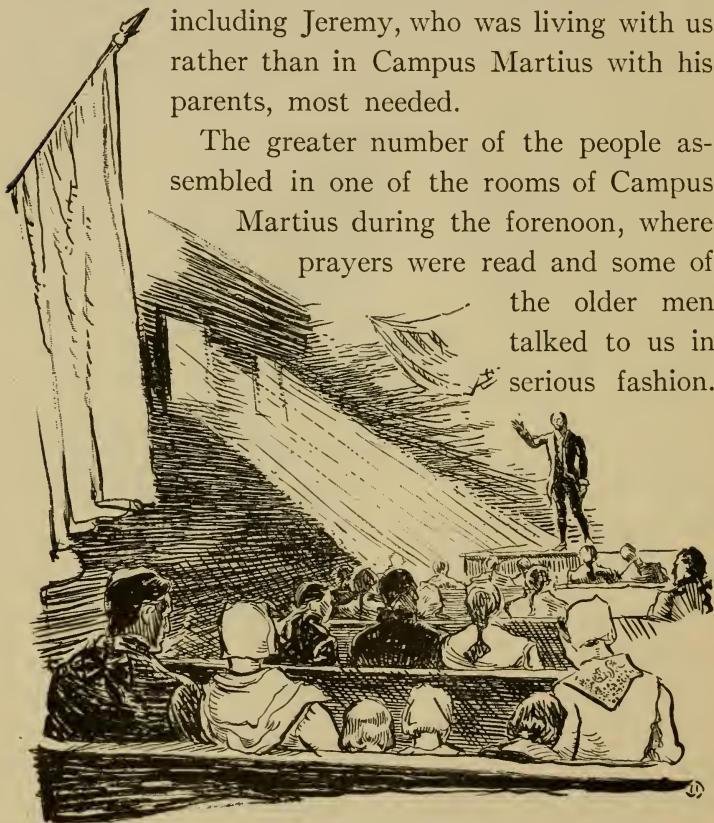 including Jeremy, who was living with us
rather than in Campus Martius with his
parents, most needed.
The greater number of the people as-
sembled in one of the rooms of Campus
Martius during the forenoon, where
prayers were read and some of
the older men
talked to us in
serious fashion.